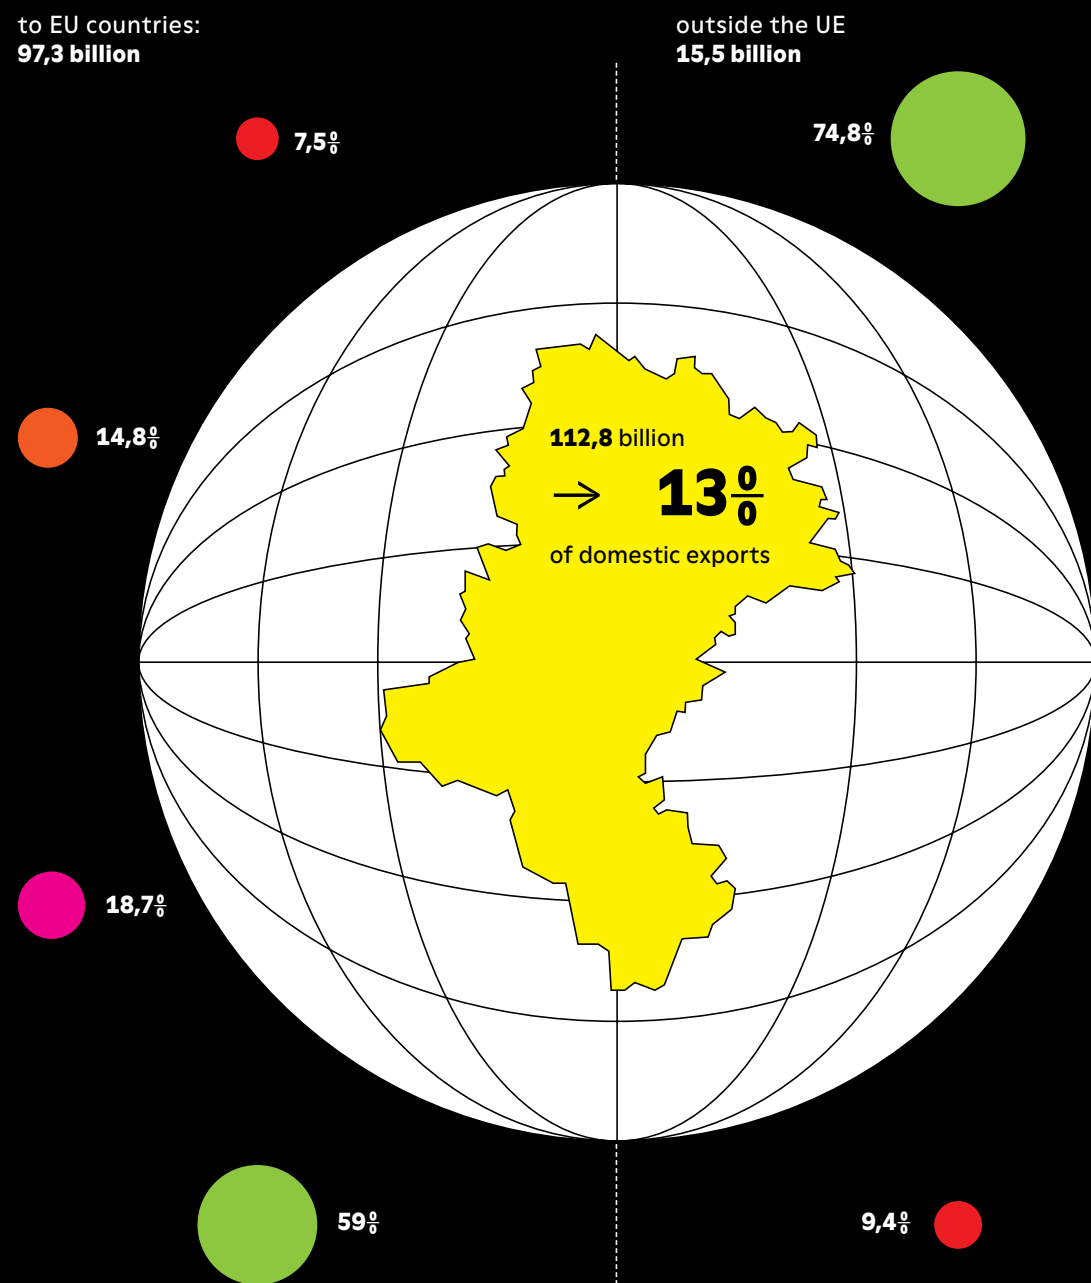 to EU countries:
97,3 billion
outside the UE
15,5 billion
7,5%
74,8%
14,8%
112,8 billion
→ 13%
of domestic exports
18,7%
59%
9,4%